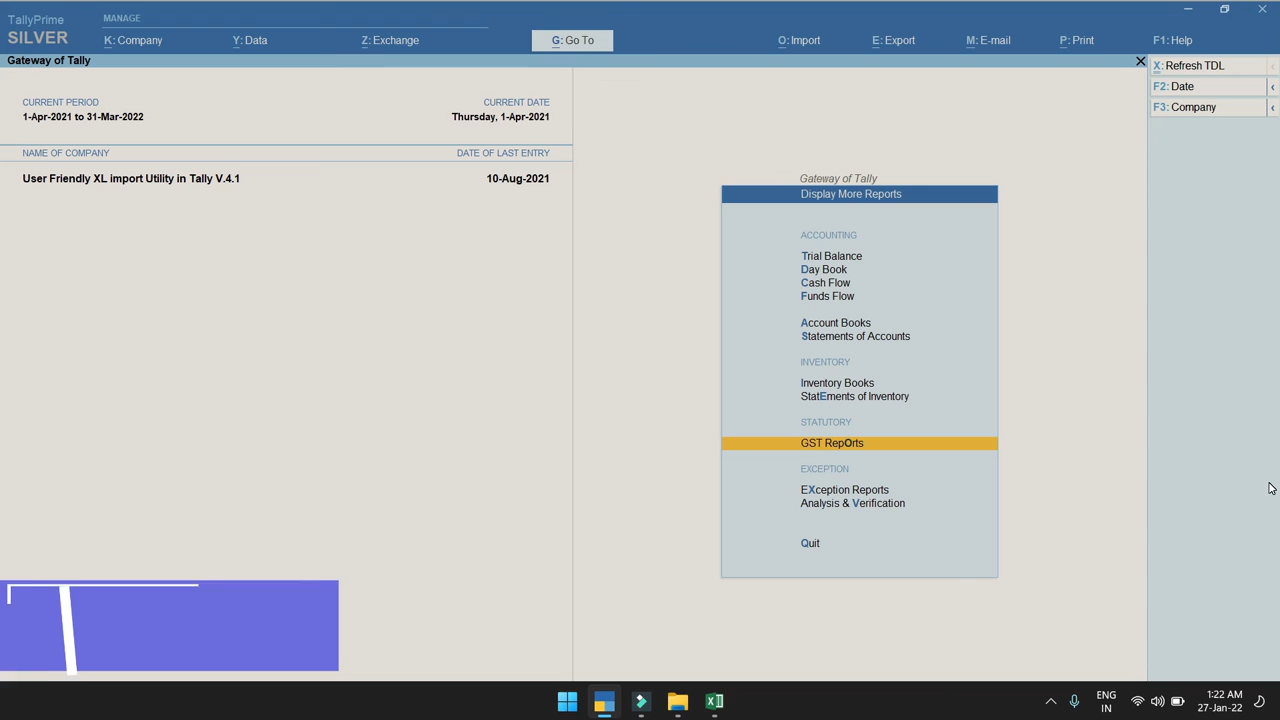 TallyPrime
MANAGE
SILVER
K: Company
Y: Data
Z: Exchange
G: Go To
O: Import
E: Export
M: E-mail
P: Print
F1: Help
Gateway of Tally
X: Refresh TDL
F2: Date
F3: Company
CURRENT PERIOD
CURRENT DATE
1-Apr-2021 to 31-Mar-2022
Thursday, 1-Apr-2021
NAME OF COMPANY
DATE OF LAST ENTRY
User Friendly XL import Utility in Tally V.4.1
10-Aug-2021
Gateway of Tally
Display More Reports
ACCOUNTING
Trial Balance
Day Book
Cash Flow
Funds Flow
Account Books
Statements of Accounts
INVENTORY
Inventory Books
StatEments of Inventory
STATUTORY
GST RepOrts
EXCEPTION
EXception Reports
Analysis & Verification
Quit
ENG
IN
1:22 AM
27-Jan-22